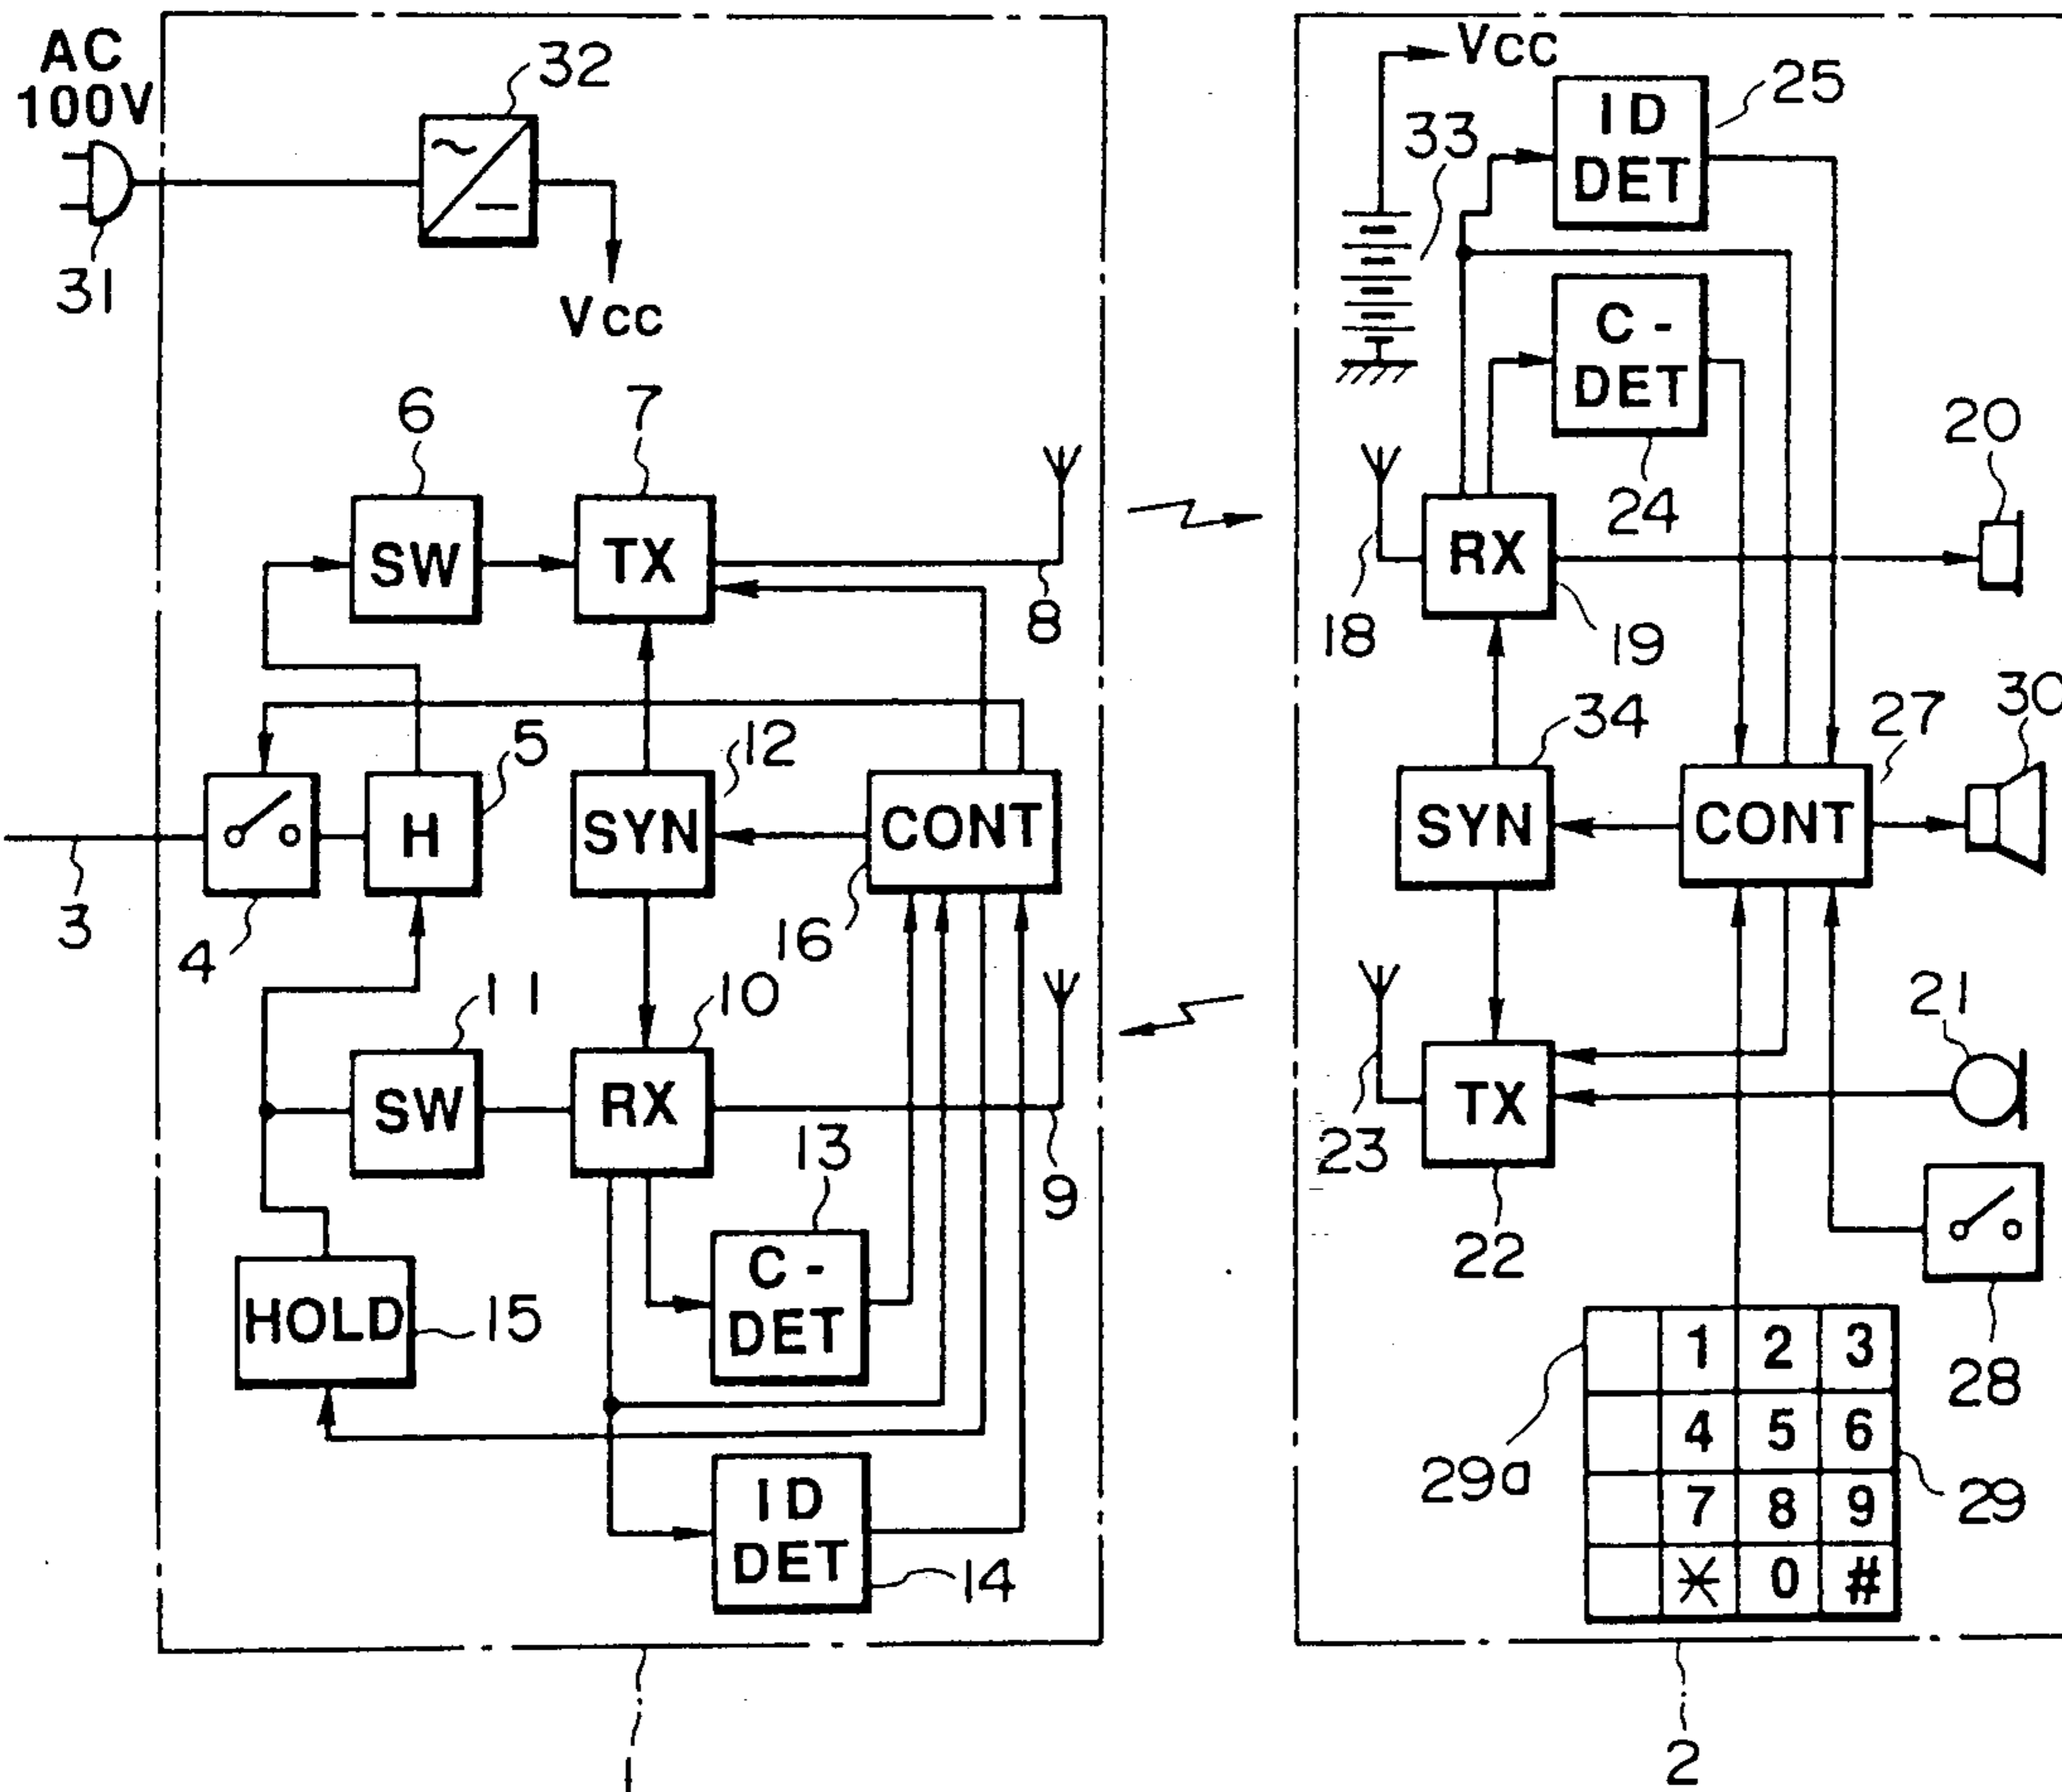 AC
100V
31
32
Vcc
6
SW
7
TX
8
3
4
5
H
12
SYN
16
CONT
11
SW
10
RX
9
13
C-
DET
HOLD
15
ID
DET
14
1
Vcc
33
25
ID
DET
C-
DET
24
18
RX
19
20
34
SYN
27
CONT
30
23
TX
22
21
28
29a
1 2 3
4 5 6
7 8 9
* 0 #
29
2